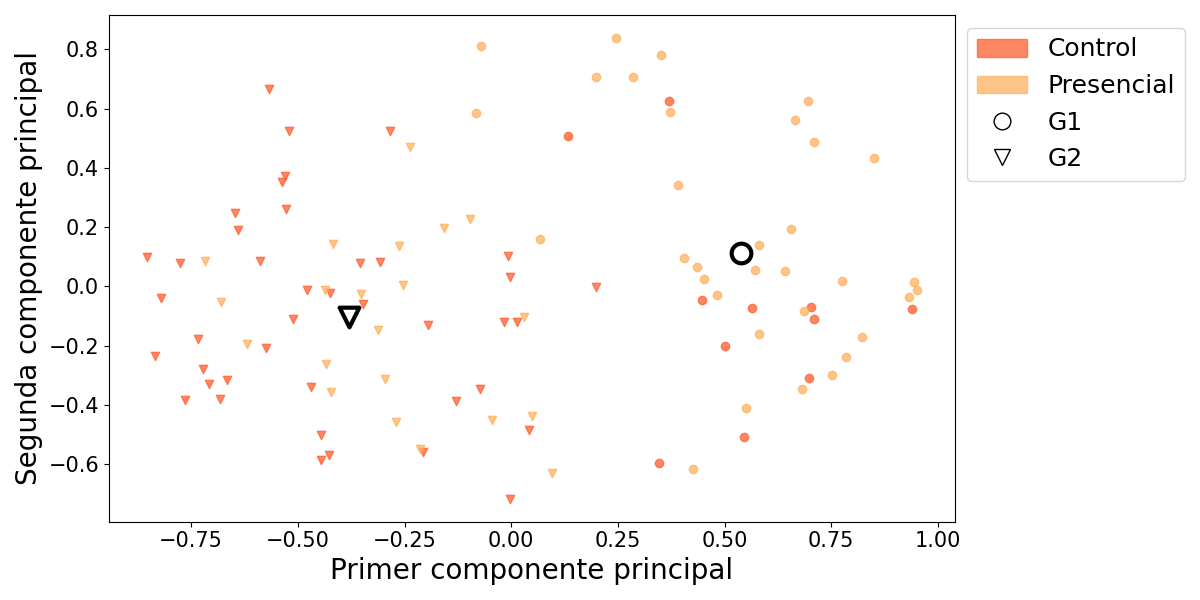 Control
Presencial
G1
G2
0.8
0.6
0.4
0.2
0.0
−0.2
−0.4
−0.6
Segunda componente principal
−0.75
−0.50
−0.25
0.00
0.25
0.50
0.75
1.00
Primer componente principal